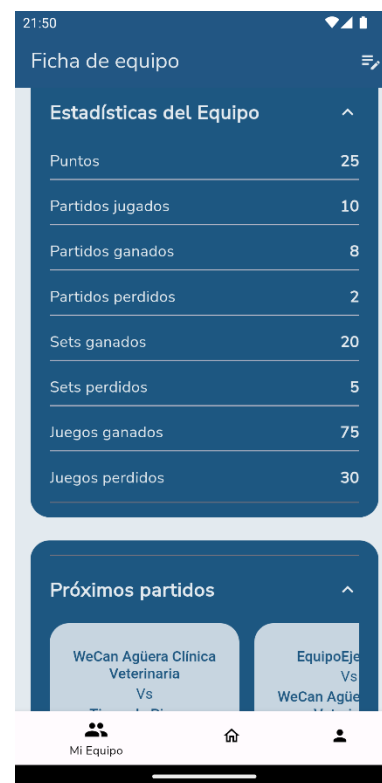 21:50
Ficha de equipo
Estadísticas del Equipo
Puntos 25
Partidos jugados 10
Partidos ganados 8
Partidos perdidos 2
Sets ganados 20
Sets perdidos 5
Juegos ganados 75
Juegos perdidos 30
Próximos partidos
WeCan Agüera Clínica
Veterinaria
Vs
EquipoEje
Vs
WeCan Agüe
Mi Equipo